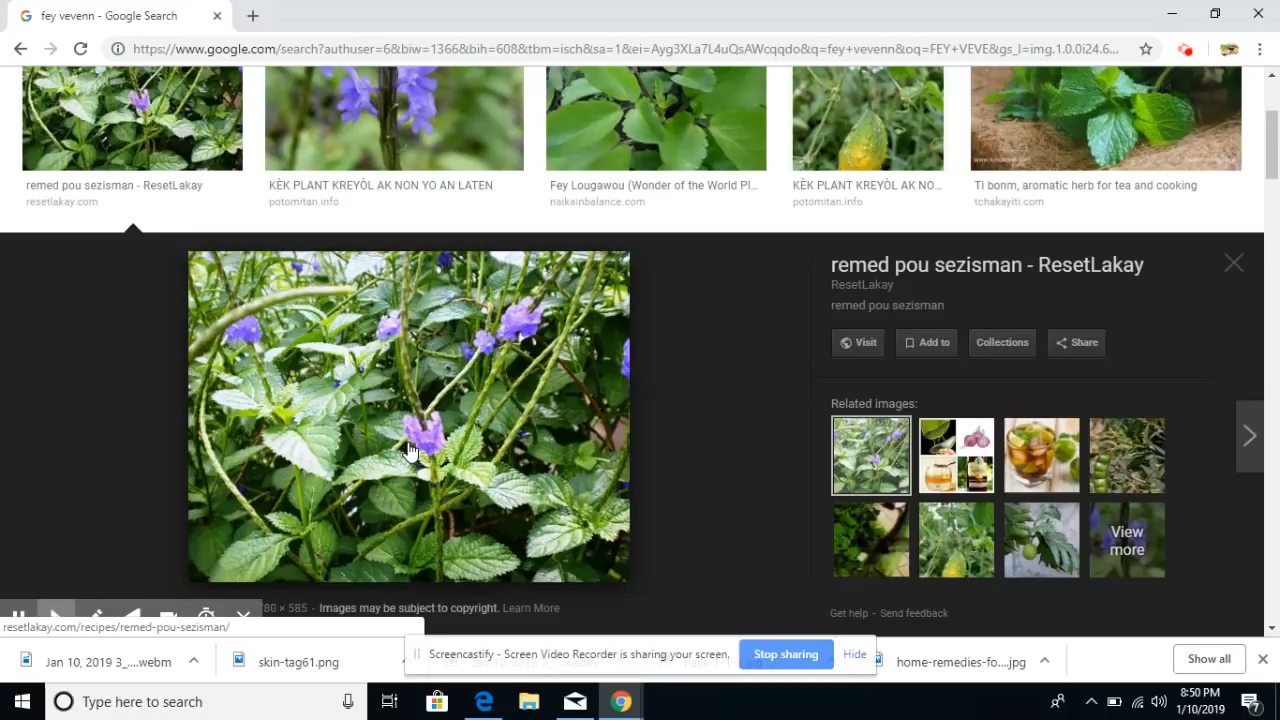 fey vevenn - Google Search
https://www.google.com/search?authuser=6&biw=1366&bih=608&tbm=isch&sa=1&ei=Ayg3XLa7L4uQsAWcqqdo&q=fey+vevenn&oq=FEY+VEVE&gs_l=img.1.0.0i24.6...
remed pou sezisman - ResetLakay
resetlakay.com
KÈK PLANT KREYÒL AK NON YO AN LATEN
potomitan.info
Fey Lougawou (Wonder of the World Pl...
naikainbalance.com
KÈK PLANT KREYÒL AK NO...
potomitan.info
Ti bonm, aromatic herb for tea and cooking
tchakayiti.com
remed pou sezisman - ResetLakay
ResetLakay
remed pou sezisman
Visit
Add to
Collections
Share
Related images:
View
more
Get help - Send feedback
80 × 585 - Images may be subject to copyright. Learn More
resetlakay.com/recipes/remed-pou-sezisman/
Screencastify - Screen Video Recorder is sharing your screen.
Stop sharing
Hide
Jan 10, 2019 3_....webm
skin-tag61.png
home-remedies-fo....jpg
Show all
Type here to search
8:50 PM
1/10/2019
7